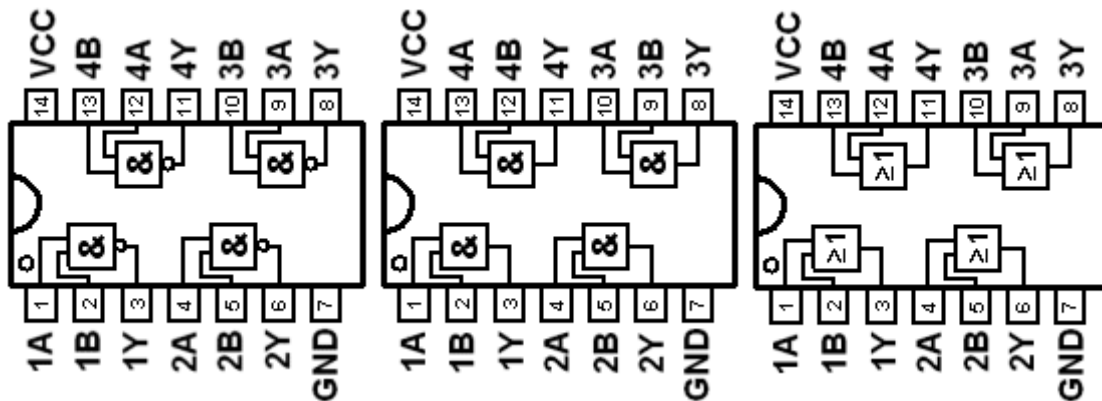 VCC 4B 4A 4Y 3B 3A 3Y VCC 4A 4B 4Y 3A 3B 3Y VCC 4B 4A 4Y 3B 3A 3Y
14 13 12 11 10 9 8 14 13 12 11 10 9 8 14 13 12 11 10 9 8
& & & & ≥1 ≥1
& & & & ≥1 ≥1
1 2 3 4 5 6 7 1 2 3 4 5 6 7 1 2 3 4 5 6 7
1A 1B 1Y 2A 2B 2Y GND 1A 1B 1Y 2A 2B 2Y GND 1A 1B 1Y 2A 2B 2Y GND